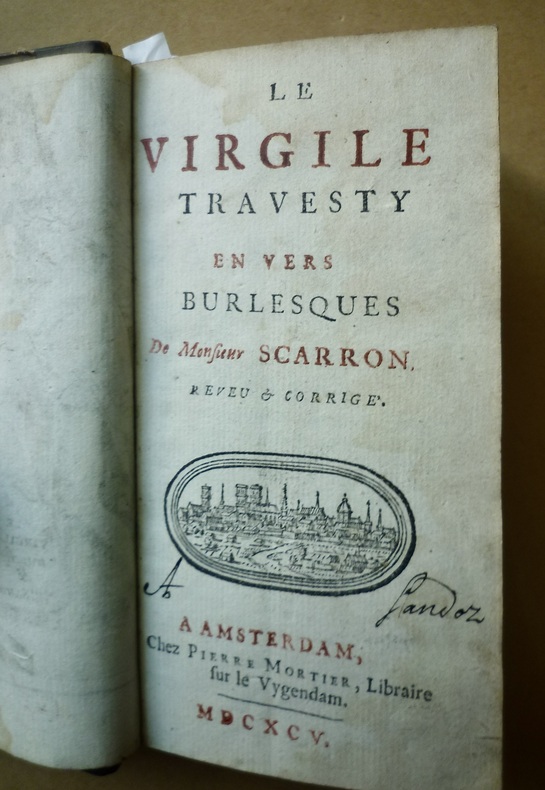 LE
VIRGILE
TRAVESTY
EN VERS
BURLESQUES
De Monſieur SCARRON.
REVEU & CORRIGE'.
A
Sandoz
A AMSTERDAM,
Chez PIERRE MORTIER, Libraire
ſur le Vygendam.
MDCXCV.